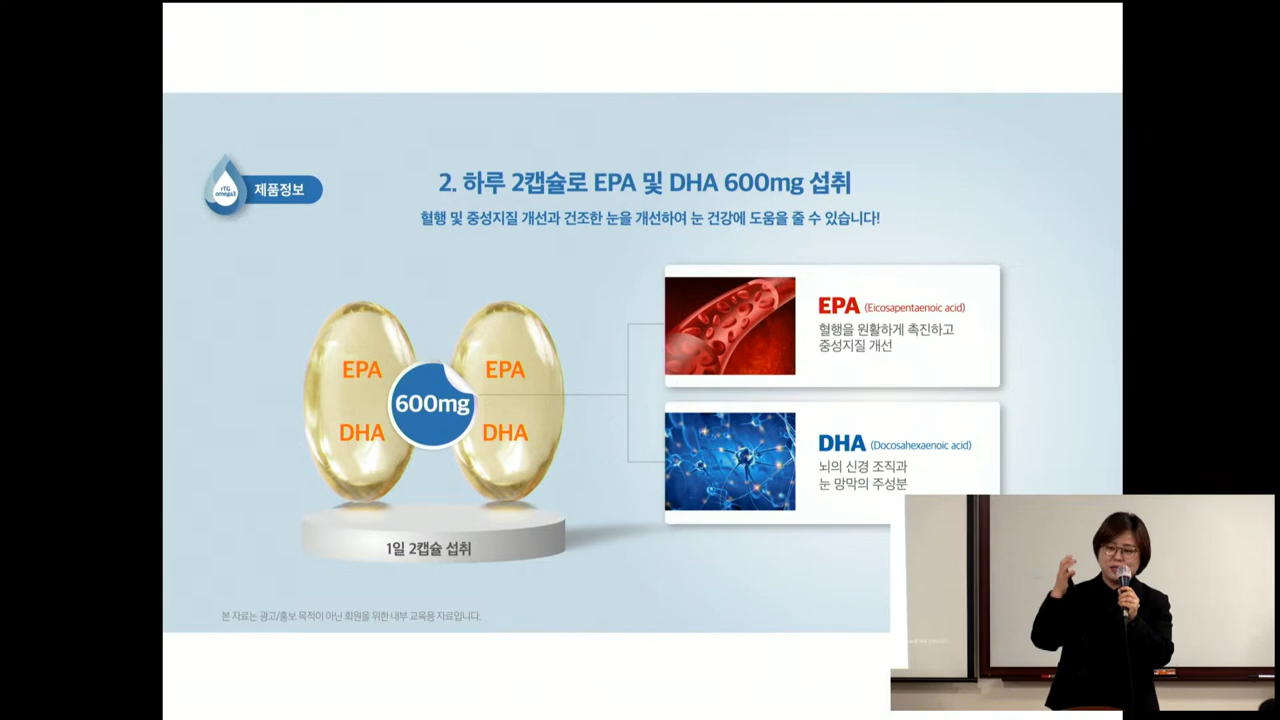 rTG
omega3
제품정보
2. 하루 2캡슐로 EPA 및 DHA 600mg 섭취
혈행 및 중성지질 개선과 건조한 눈을 개선하여 눈 건강에 도움을 줄 수 있습니다!
EPA
EPA
600mg
DHA
DHA
1일 2캡슐 섭취
EPA (Eicosapentaenoic acid)
혈행을 원활하게 촉진하고
중성지질 개선
DHA (Docosahexaenoic acid)
뇌의 신경 조직과
눈 망막의 주성분
본 자료는 광고/홍보 목적이 아닌 회원을 위한 내부 교육용 자료입니다.